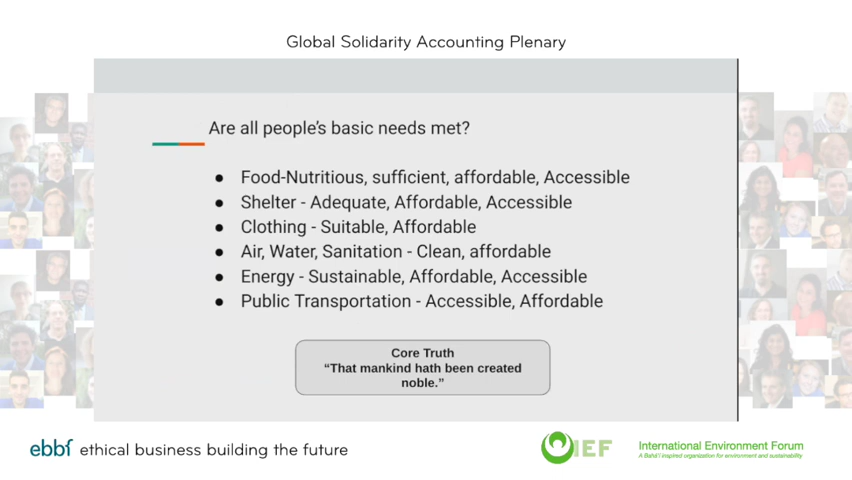 Global Solidarity Accounting Plenary
Are all people's basic needs met?
● Food-Nutritious, sufficient, affordable, Accessible
● Shelter - Adequate, Affordable, Accessible
● Clothing - Suitable, Affordable
● Air, Water, Sanitation - Clean, affordable
● Energy - Sustainable, Affordable, Accessible
● Public Transportation - Accessible, Affordable
Core Truth
“That mankind hath been created
noble.”
ebbf ethical business building the future
IEF
International Environment Forum
A Bahá'í inspired organization for environment and sustainability